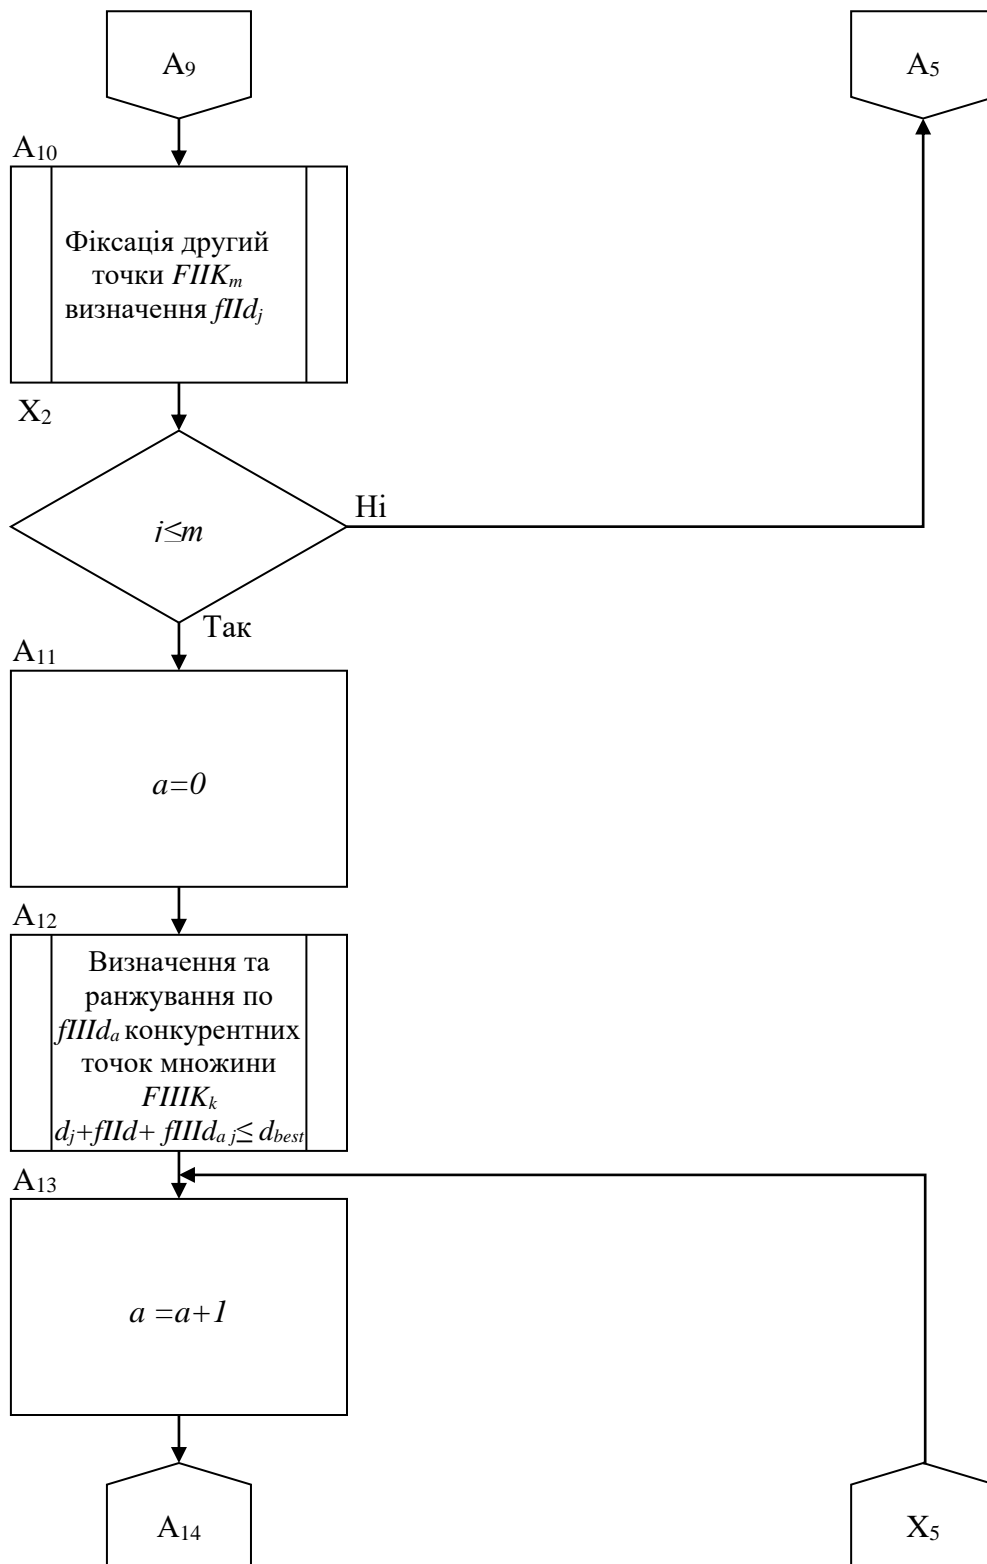 A9
A5
A10
Фіксація другий
точки FIIKm
визначення fIIdj
X2
j≤m
Ні
Так
A11
a=0
A12
Визначення та
ранжування по
fIIIda конкурентних
точок множини
FIIIKk
dj+fIId+ fIIIda j≤ dbest
A13
a =a+1
A14
X5